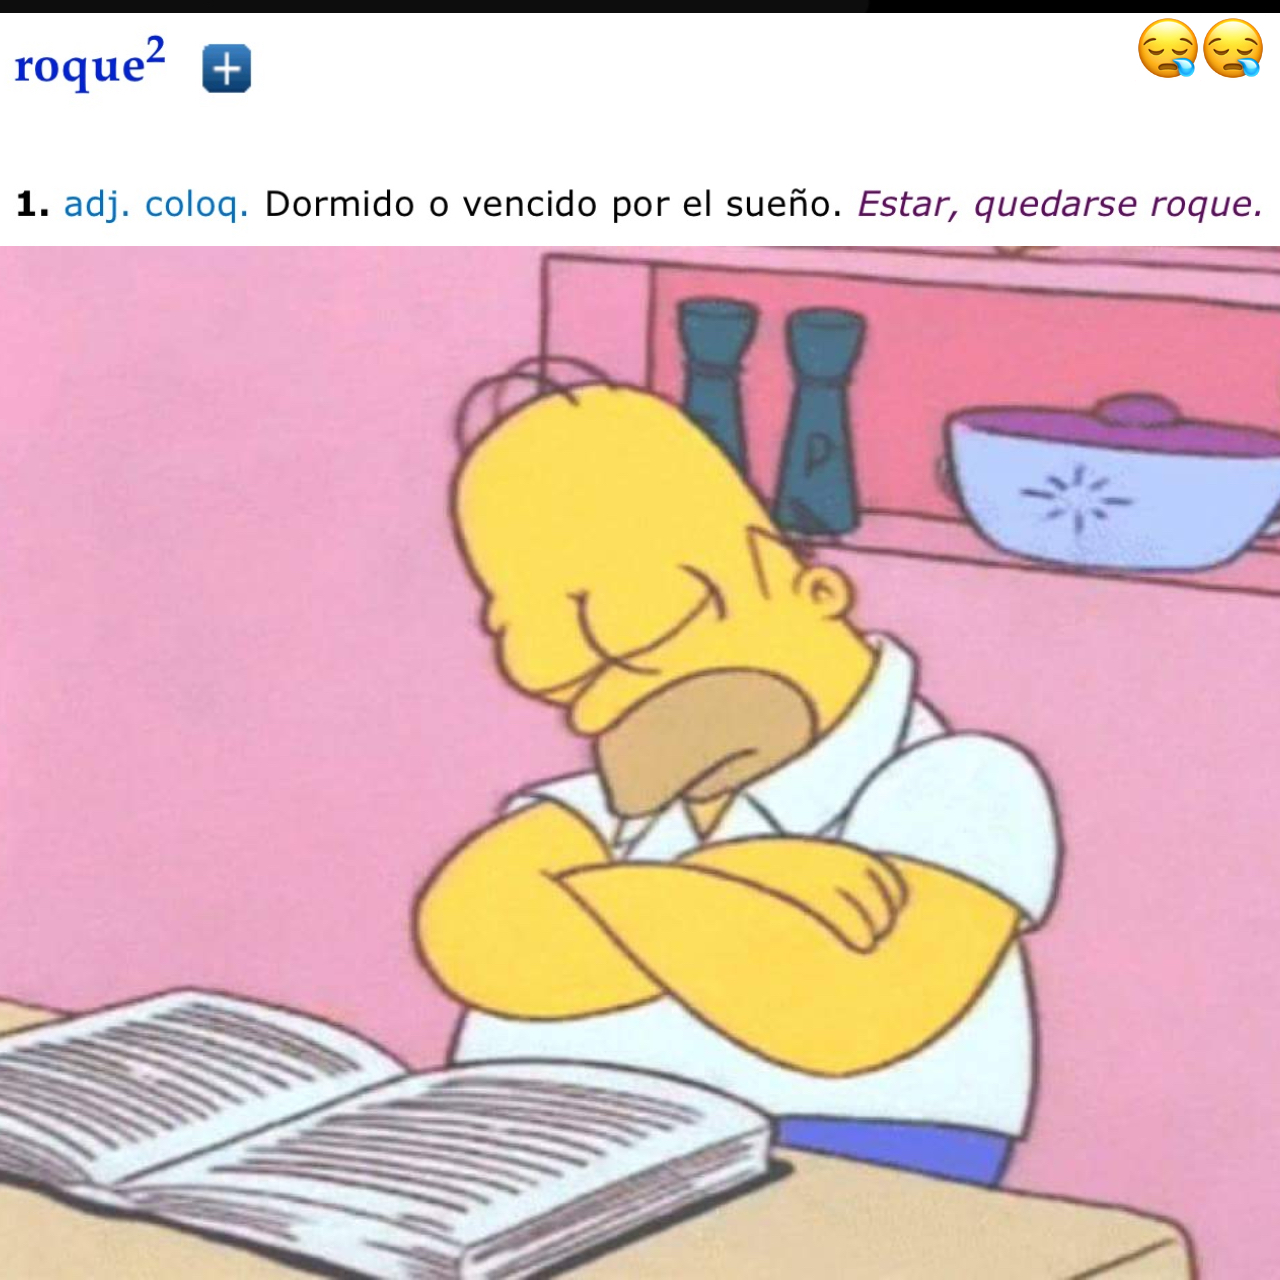 roque²
1. adj. coloq. Dormido o vencido por el sueño. Estar, quedarse roque.
P